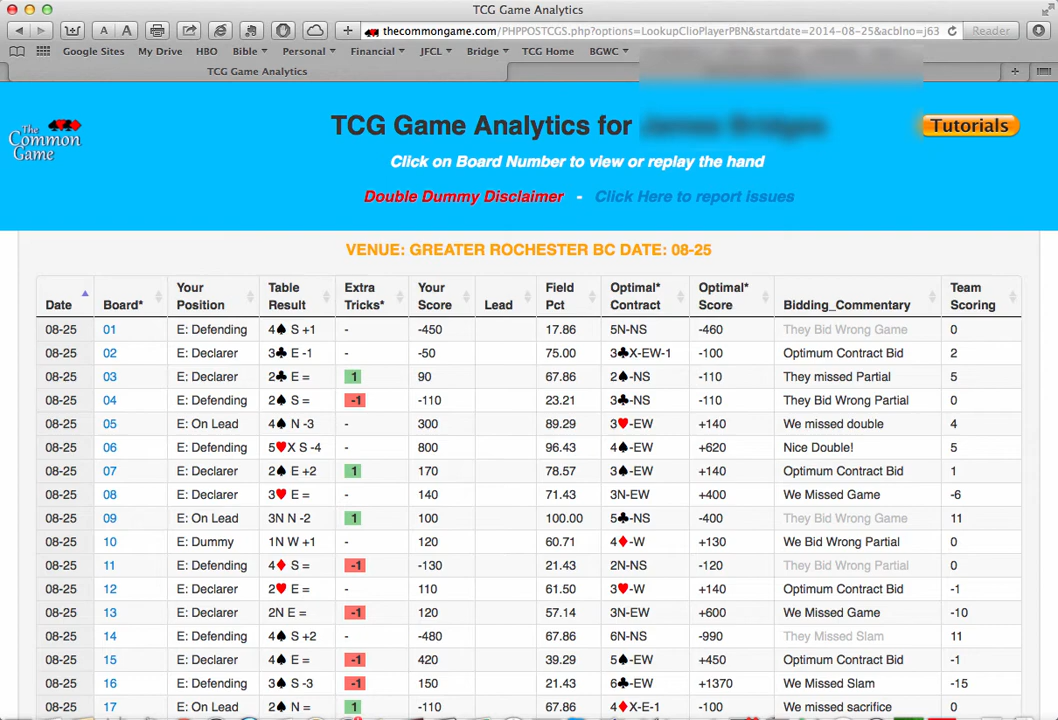 TCG Game Analytics
thecommongame.com/PHPPOSTCGS.php?options=LookupClioPlayerPBN&startdate=2014-08-25&acblno=j63 Reader
Google Sites My Drive HBO Bible Personal Financial JFCL Bridge TCG Home BGWC
TCG Game Analytics
The Common Game
TCG Game Analytics for
Tutorials
Click on Board Number to view or replay the hand
Double Dummy Disclaimer - Click Here to report issues
VENUE: GREATER ROCHESTER BC DATE: 08-25
Date Board* Your Position Table Result Extra Tricks* Your Score Lead Field Pct Optimal* Contract Optimal* Score Bidding_Commentary Team Scoring
08-25 01 E: Defending 4♠ S +1 - -450 17.86 5N-NS -460 They Bid Wrong Game 0
08-25 02 E: Declarer 3♣ E -1 - -50 75.00 3♣X-EW-1 -100 Optimum Contract Bid 2
08-25 03 E: Declarer 2♣ E = 1 90 67.86 2♠-NS -110 They missed Partial 5
08-25 04 E: Defending 2♠ S = -1 -110 23.21 3♣-NS -110 They Bid Wrong Partial 0
08-25 05 E: On Lead 4♠ N -3 - 300 89.29 3♥-EW +140 We missed double 4
08-25 06 E: Defending 5♥X S -4 - 800 96.43 4♠-EW +620 Nice Double! 5
08-25 07 E: Declarer 2♠ E +2 1 170 78.57 3♠-EW +140 Optimum Contract Bid 1
08-25 08 E: Declarer 3♥ E = - 140 71.43 3N-EW +400 We Missed Game -6
08-25 09 E: On Lead 3N N -2 1 100 100.00 5♣-NS -400 They Bid Wrong Game 11
08-25 10 E: Dummy 1N W +1 - 120 60.71 4♦-W +130 We Bid Wrong Partial 0
08-25 11 E: Defending 4♦ S = -1 -130 21.43 2N-NS -120 They Bid Wrong Partial 0
08-25 12 E: Declarer 2♥ E = - 110 61.50 3♥-W +140 Optimum Contract Bid -1
08-25 13 E: Declarer 2N E = -1 120 57.14 3N-EW +600 We Missed Game -10
08-25 14 E: Defending 4♠ S +2 - -480 67.86 6N-NS -990 They Missed Slam 11
08-25 15 E: Declarer 4♠ E = -1 420 39.29 5♠-EW +450 Optimum Contract Bid -1
08-25 16 E: Defending 3♠ S -3 -1 150 21.43 6♣-EW +1370 We Missed Slam -15
08-25 17 E: On Lead 2♠ N = 1 -110 67.86 4♦X-E-1 -100 We missed sacrifice 0